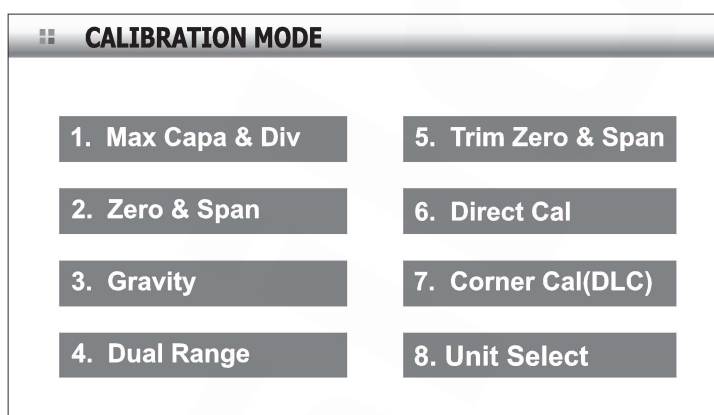 CALIBRATION MODE
1. Max Capa & Div
2. Zero & Span
3. Gravity
4. Dual Range
5. Trim Zero & Span
6. Direct Cal
7. Corner Cal(DLC)
8. Unit Select